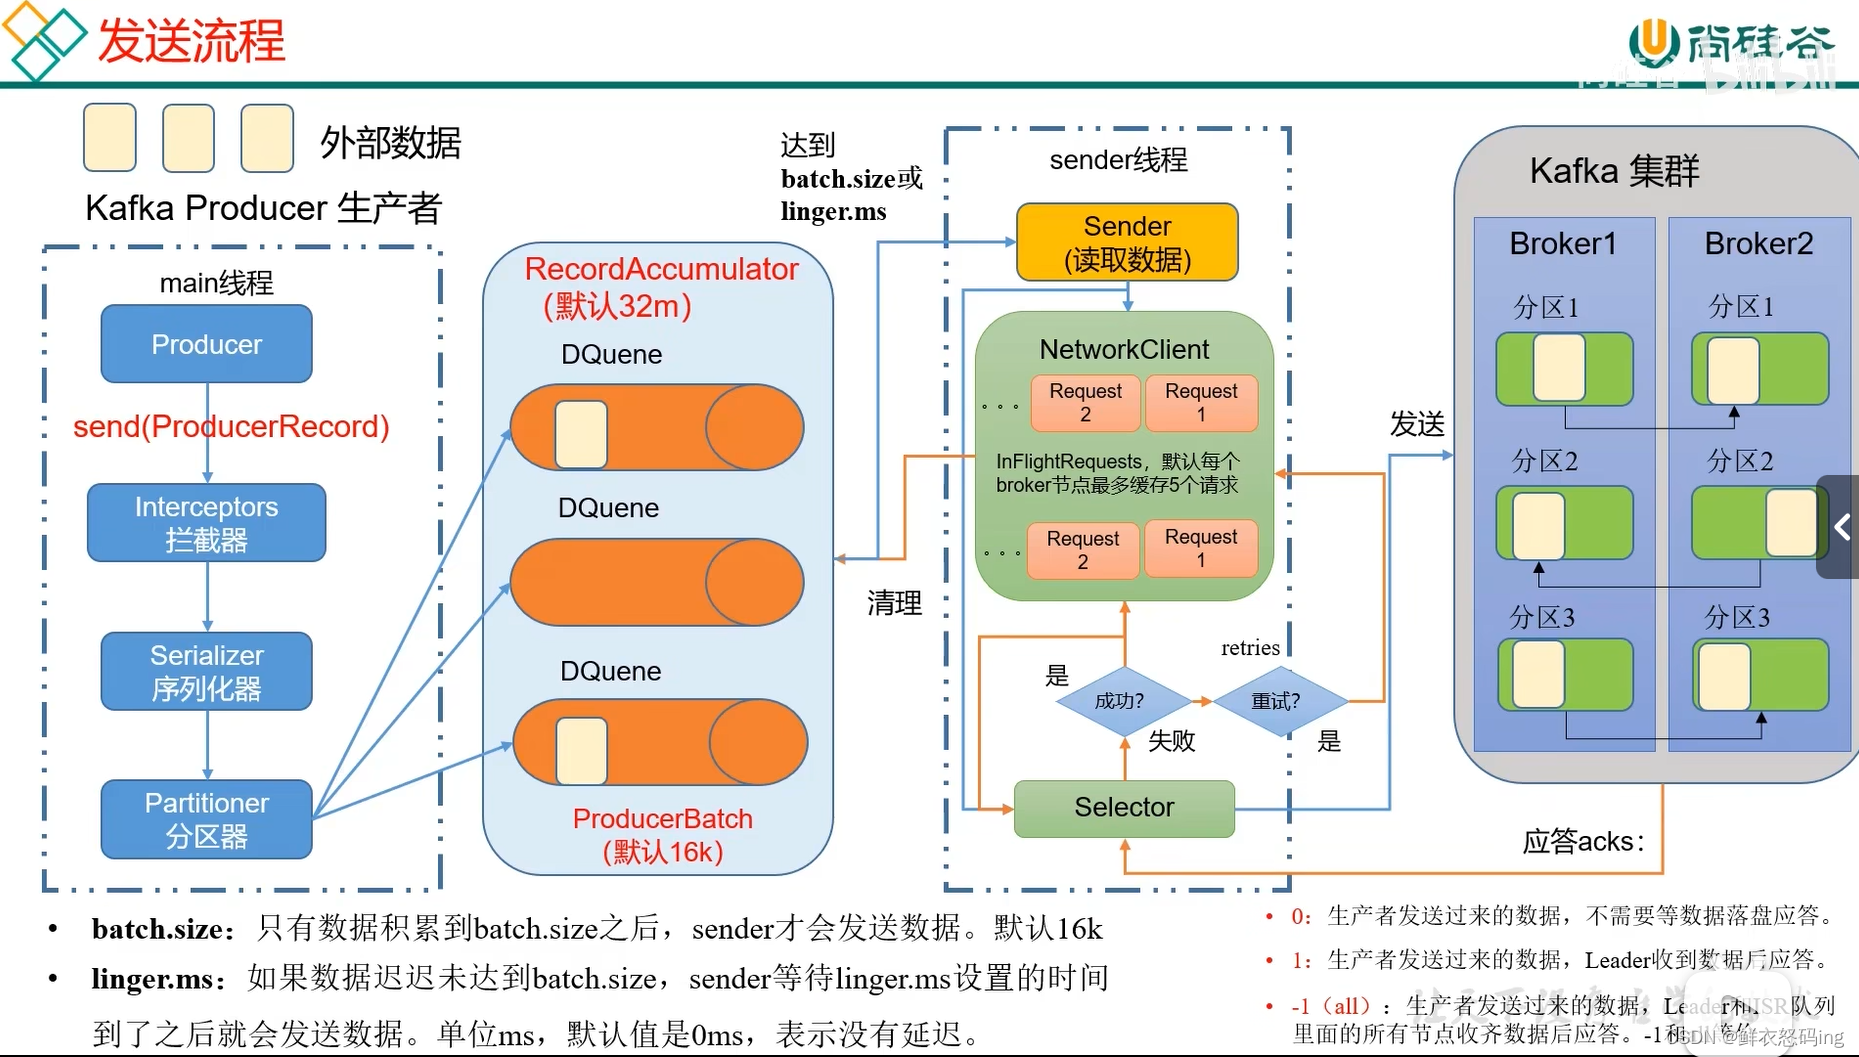 发送流程
尚硅谷
尚硅谷 bilibili
外部数据
Kafka Producer 生产者
main线程
Producer
send(ProducerRecord)
Interceptors
拦截器
Serializer
序列化器
Partitioner
分区器
RecordAccumulator
（默认32m）
DQuene
DQuene
DQuene
ProducerBatch
（默认16k）
达到
batch.size或
linger.ms
清理
sender线程
Sender
(读取数据)
NetworkClient
. . .
Request
2
Request
1
InFlightRequests，默认每个
broker节点最多缓存5个请求
. . .
Request
2
Request
1
retries
是
成功?
重试?
失败
是
Selector
发送
Kafka 集群
Broker1
Broker2
分区1
分区1
分区2
分区2
分区3
分区3
应答acks：
• batch.size：只有数据积累到batch.size之后，sender才会发送数据。默认16k
• linger.ms：如果数据迟迟未达到batch.size，sender等待linger.ms设置的时间
到了之后就会发送数据。单位ms，默认值是0ms，表示没有延迟。
• 0：生产者发送过来的数据，不需要等数据落盘应答。
• 1：生产者发送过来的数据，Leader收到数据后应答。
• -1（all）：生产者发送过来的数据，Leader和ISR队列
里面的所有节点收齐数据后应答。-1和
CSDN @鲜衣怒码ing